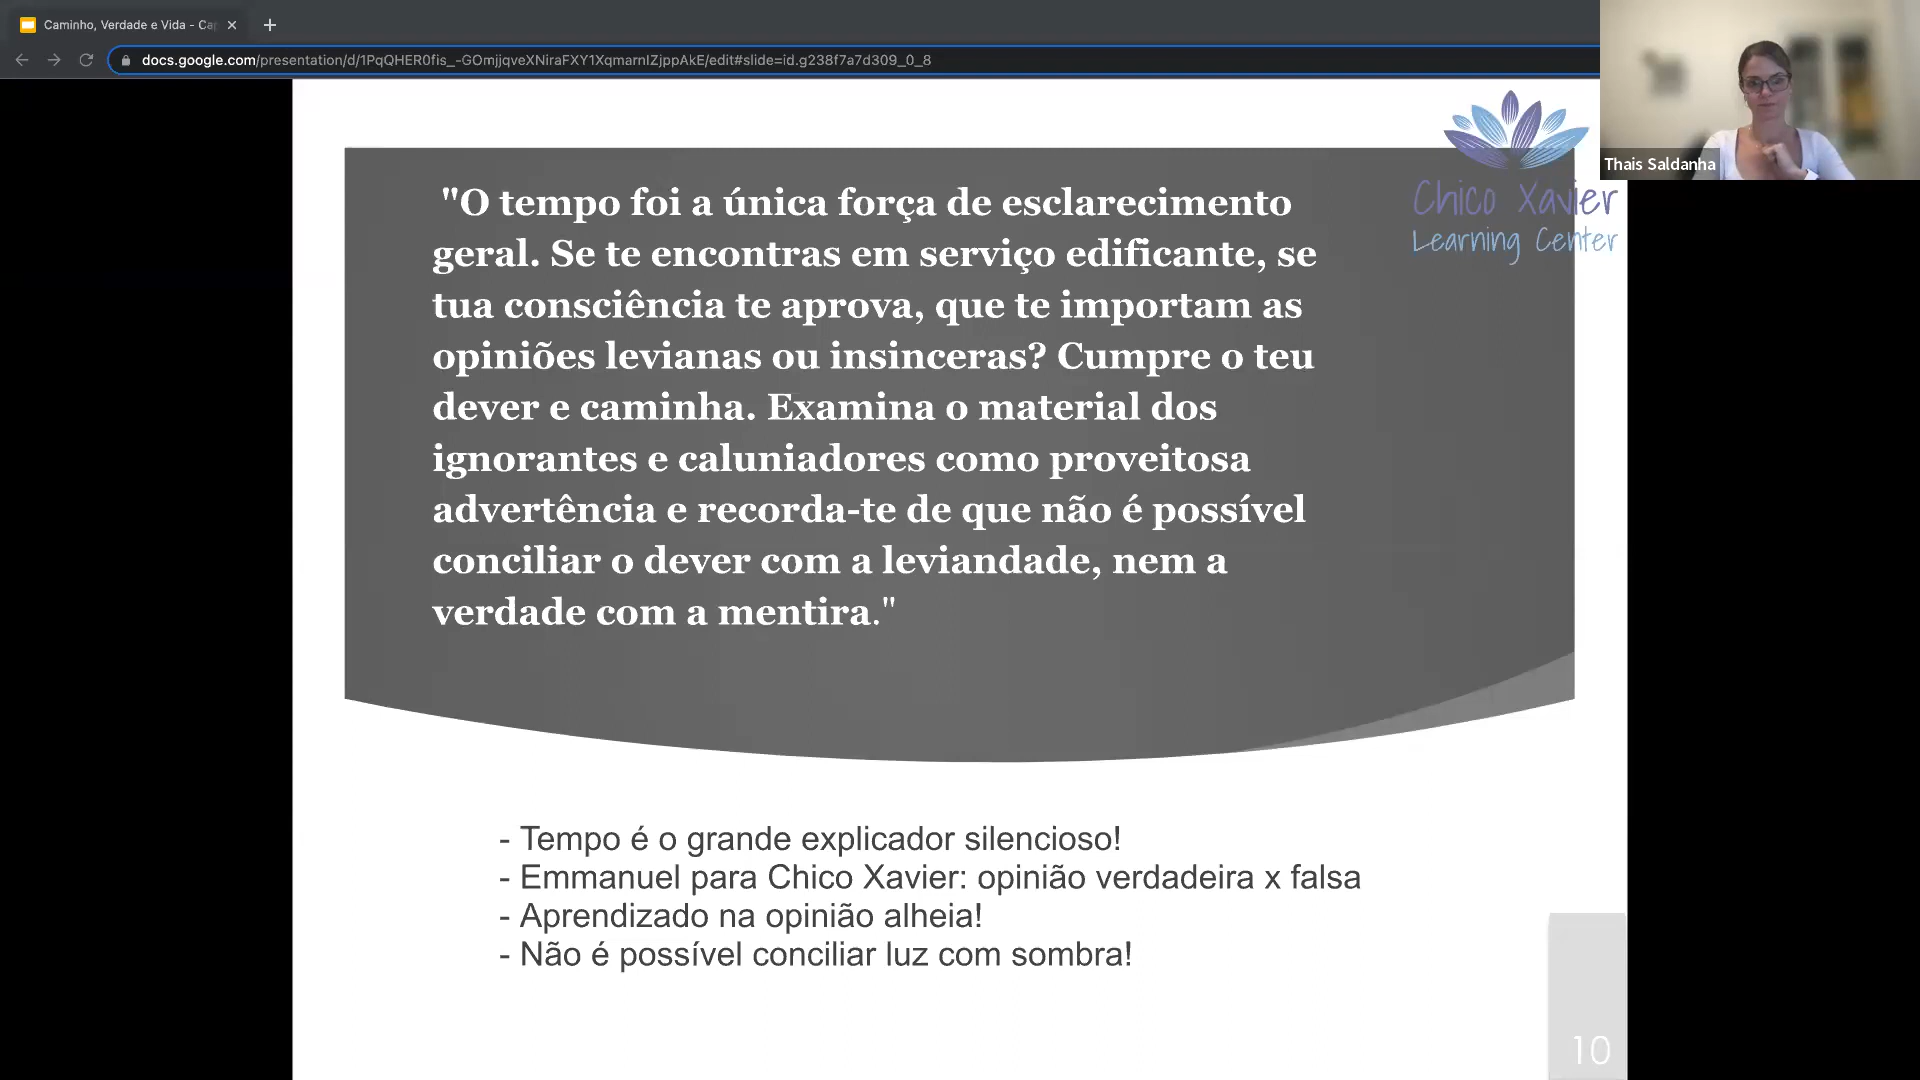 Caminho, Verdade e Vida - Cap
docs.google.com/presentation/d/1PqQHER0fis_-GOmjjqveXNiraFXY1XqmarnIZjppAkE/edit#slide=id.g238f7a7d309_0_8
Thais Saldanha
Chico Xavier
Learning Center
"O tempo foi a única força de esclarecimento
geral. Se te encontras em serviço edificante, se
tua consciência te aprova, que te importam as
opiniões levianas ou insinceras? Cumpre o teu
dever e caminha. Examina o material dos
ignorantes e caluniadores como proveitosa
advertência e recorda-te de que não é possível
conciliar o dever com a leviandade, nem a
verdade com a mentira."
- Tempo é o grande explicador silencioso!
- Emmanuel para Chico Xavier: opinião verdadeira x falsa
- Aprendizado na opinião alheia!
- Não é possível conciliar luz com sombra!
10